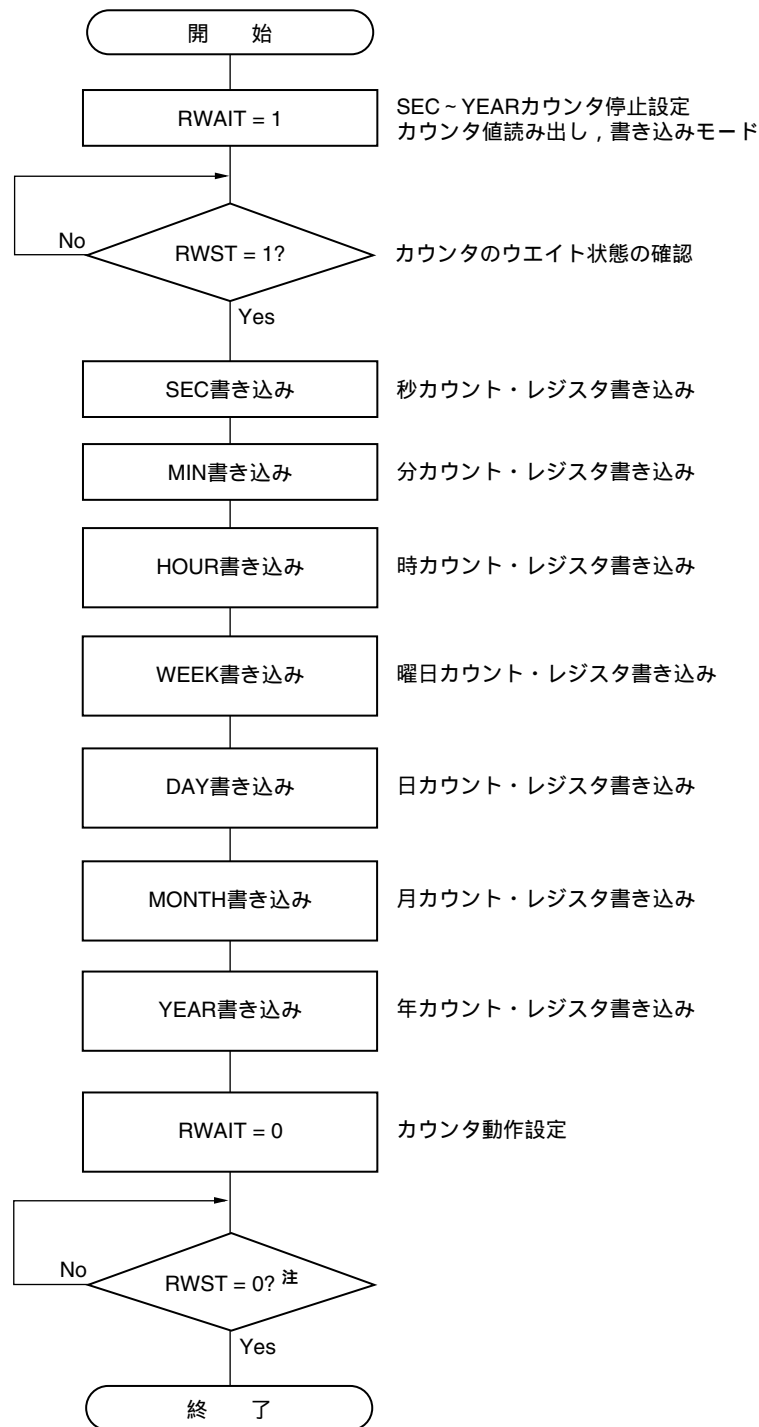 開 始
RWAIT = 1
SEC~YEARカウンタ停止設定
カウンタ値読み出し,書き込みモード
No
RWST = 1?
カウンタのウエイト状態の確認
Yes
SEC書き込み
秒カウント・レジスタ書き込み
MIN書き込み
分カウント・レジスタ書き込み
HOUR書き込み
時カウント・レジスタ書き込み
WEEK書き込み
曜日カウント・レジスタ書き込み
DAY書き込み
日カウント・レジスタ書き込み
MONTH書き込み
月カウント・レジスタ書き込み
YEAR書き込み
年カウント・レジスタ書き込み
RWAIT = 0
カウンタ動作設定
No
RWST = 0? 注
Yes
終 了